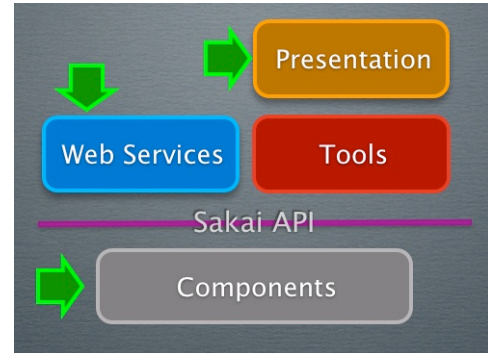 Presentation
Web Services
Tools
Sakai API
Components